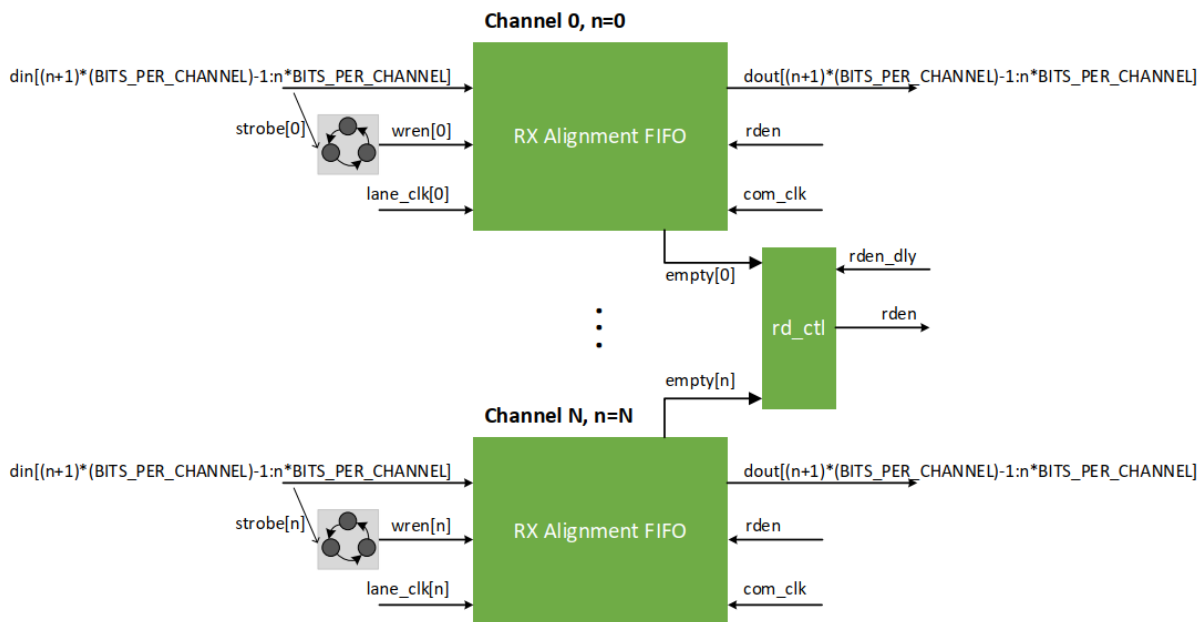 Channel 0, n=0
din[(n+1)*(BITS_PER_CHANNEL)-1:n*BITS_PER_CHANNEL]
dout[(n+1)*(BITS_PER_CHANNEL)-1:n*BITS_PER_CHANNEL]
strobe[0]
wren[0]
RX Alignment FIFO
rden
lane_clk[0]
com_clk
empty[0]
rden_dly
rd_ctl
rden
empty[n]
Channel N, n=N
din[(n+1)*(BITS_PER_CHANNEL)-1:n*BITS_PER_CHANNEL]
dout[(n+1)*(BITS_PER_CHANNEL)-1:n*BITS_PER_CHANNEL]
strobe[n]
wren[n]
RX Alignment FIFO
rden
lane_clk[n]
com_clk